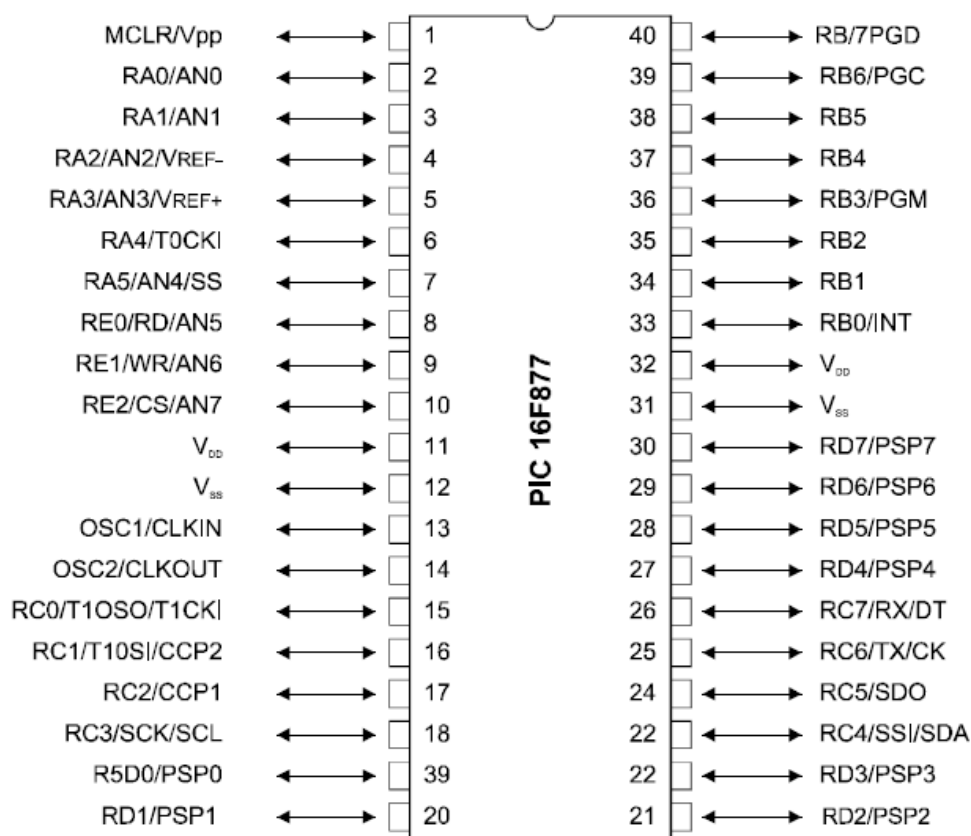 MCLR/Vpp 1 40 RB/7PGD
RA0/AN0 2 39 RB6/PGC
RA1/AN1 3 38 RB5
RA2/AN2/VREF– 4 37 RB4
RA3/AN3/VREF+ 5 36 RB3/PGM
RA4/T0CKI 6 35 RB2
RA5/AN4/SS 7 34 RB1
RE0/RD/AN5 8 33 RB0/INT
RE1/WR/AN6 9 32 VDD
RE2/CS/AN7 10 31 VSS
VDD 11 30 RD7/PSP7
VSS 12 29 RD6/PSP6
OSC1/CLKIN 13 28 RD5/PSP5
OSC2/CLKOUT 14 27 RD4/PSP4
RC0/T1OSO/T1CKI 15 26 RC7/RX/DT
RC1/T10SI/CCP2 16 25 RC6/TX/CK
RC2/CCP1 17 24 RC5/SDO
RC3/SCK/SCL 18 22 RC4/SSI/SDA
R5D0/PSP0 39 22 RD3/PSP3
RD1/PSP1 20 21 RD2/PSP2
PIC 16F877